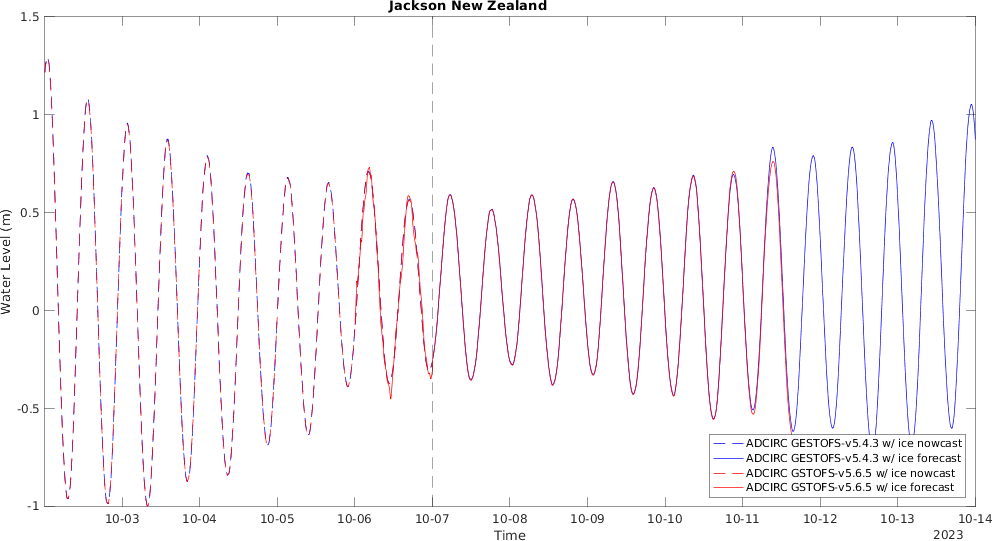 Jackson New Zealand
1.5
1
0.5
0
-0.5
-1
Water Level (m)
10-03 10-04 10-05 10-06 10-07 10-08 10-09 10-10 10-11 10-12 10-13 10-14
Time
2023
ADCIRC GESTOFS-v5.4.3 w/ ice nowcast
ADCIRC GESTOFS-v5.4.3 w/ ice forecast
ADCIRC GSTOFS-v5.6.5 w/ ice nowcast
ADCIRC GSTOFS-v5.6.5 w/ ice forecast